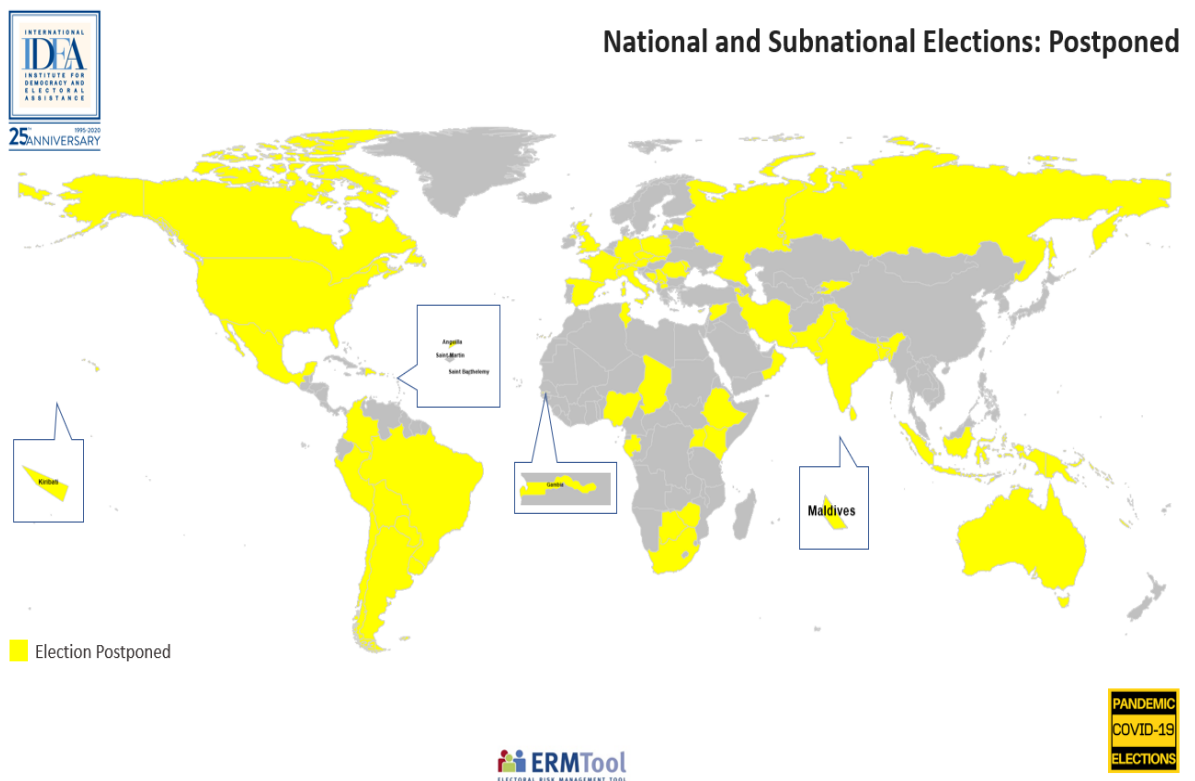 INTERNATIONAL
IDEA
INSTITUTE FOR
DEMOCRACY AND
ELECTORAL
ASSISTANCE
25TH ANNIVERSARY
1995-2020
National and Subnational Elections: Postponed
Anguilla
Saint Martin
Saint Barthelemy
Kiribati
Gambia
Maldives
Election Postponed
PANDEMIC
COVID-19
ELECTIONS
ERMTool
ELECTORAL RISK MANAGEMENT TOOL